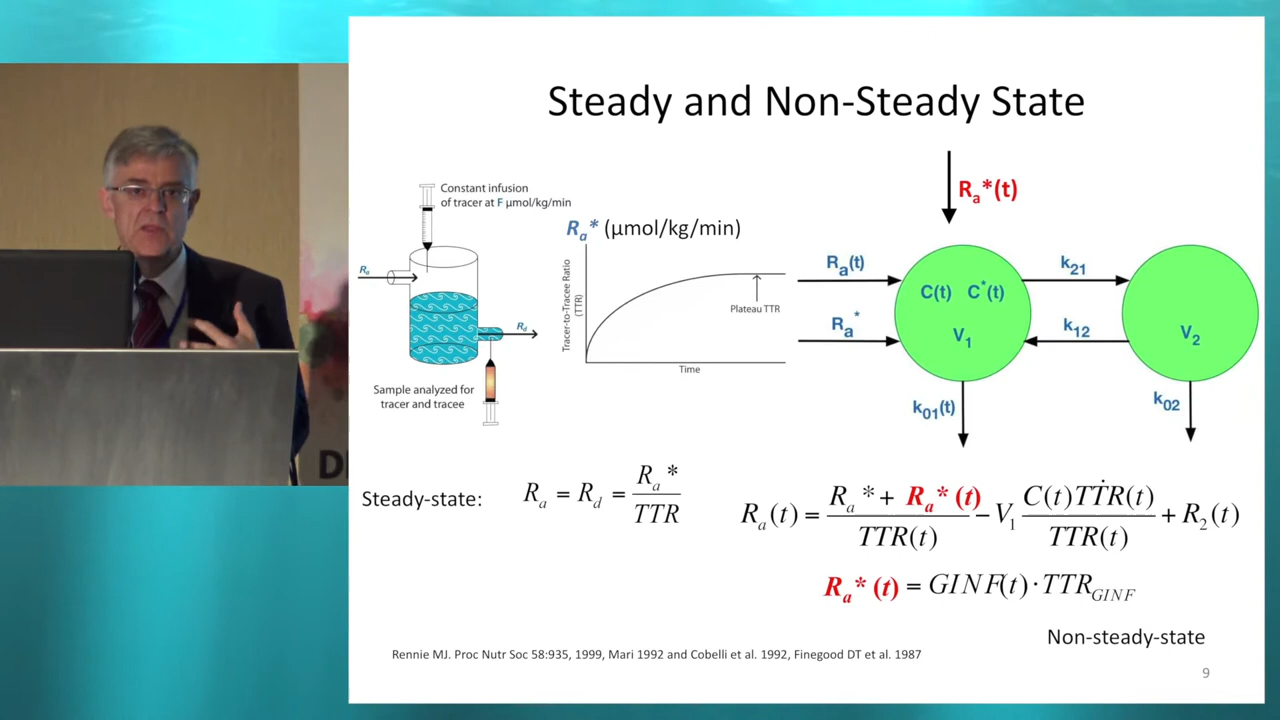 Steady and Non-Steady State
Constant infusion
of tracer at F µmol/kg/min
Rₐ
R_d
Sample analyzed for
tracer and tracee
Rₐ* (µmol/kg/min)
Tracer-to-Tracee Ratio
(TTR)
Plateau TTR
Time
Rₐ*(t)
Rₐ(t)
Rₐ*
C(t) C*(t)
V₁
k₂₁
k₁₂
V₂
k₀₁(t)
k₀₂
Steady-state:
Rₐ = R_d = Rₐ* / TTR
Rₐ(t) = (Rₐ* + Rₐ*(t)) / TTR(t) − V₁ C(t)TṪR(t) / TTR(t) + R₂(t)
Rₐ*(t) = GINF(t) · TTR_GINF
Non-steady-state
Rennie MJ. Proc Nutr Soc 58:935, 1999, Mari 1992 and Cobelli et al. 1992, Finegood DT et al. 1987
9